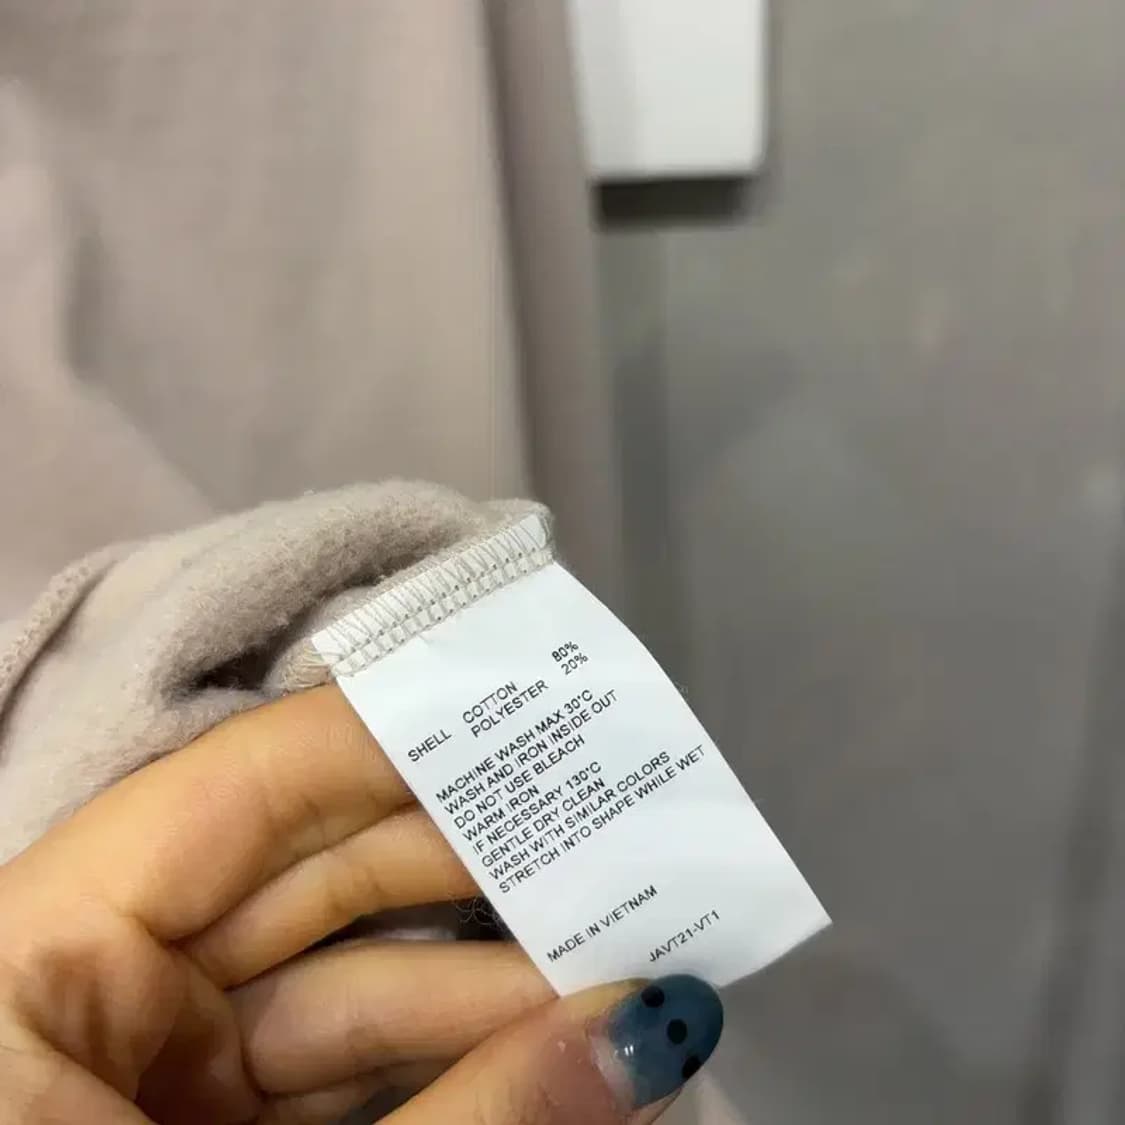 SHELL COTTON 80%
POLYESTER 20%
MACHINE WASH MAX 30°C
WASH AND IRON INSIDE OUT
DO NOT USE BLEACH
WARM IRON
IF NECESSARY 130°C
GENTLE DRY CLEAN
WASH WITH SIMILAR COLORS
STRETCH INTO SHAPE WHILE WET
MADE IN VIETNAM
JAVT21-VT1